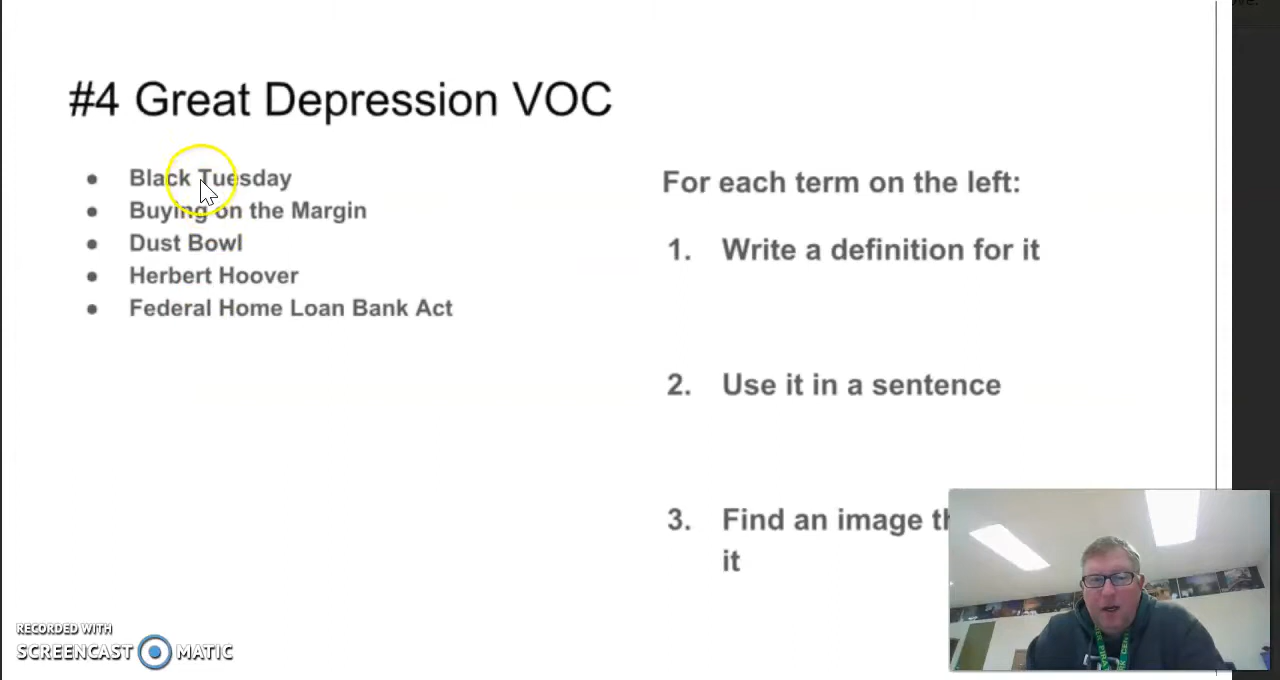 #4 Great Depression VOC
Black Tuesday
Buying on the Margin
Dust Bowl
Herbert Hoover
Federal Home Loan Bank Act
For each term on the left:
1. Write a definition for it
2. Use it in a sentence
3. Find an image
it
RECORDED WITH
SCREENCAST MATIC